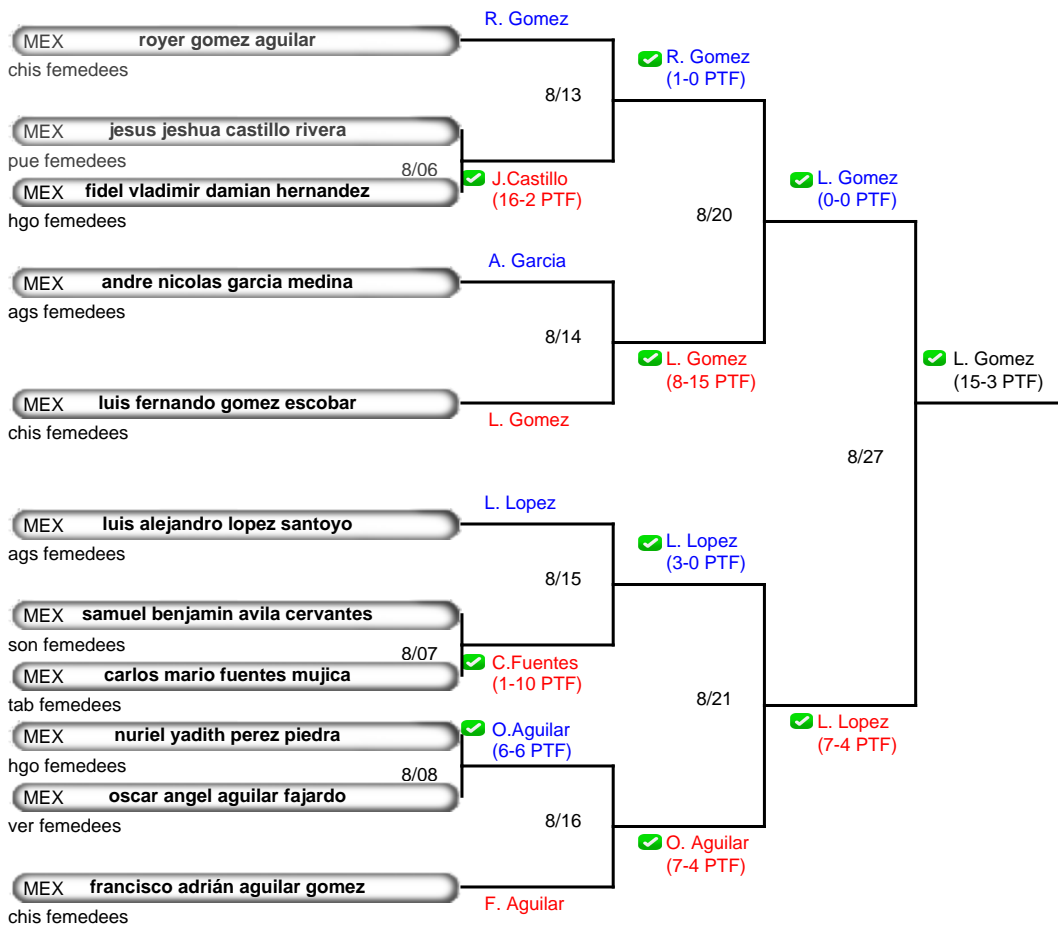 R. Gomez
MEX royer gomez aguilar
chis femedees
R. Gomez
(1-0 PTF)
8/13
MEX jesus jeshua castillo rivera
pue femedees
8/06
MEX fidel vladimir damian hernandez
hgo femedees
J.Castillo
(16-2 PTF)
L. Gomez
(0-0 PTF)
8/20
A. Garcia
MEX andre nicolas garcia medina
ags femedees
8/14
L. Gomez
(8-15 PTF)
L. Gomez
(15-3 PTF)
MEX luis fernando gomez escobar
chis femedees
L. Gomez
8/27
L. Lopez
MEX luis alejandro lopez santoyo
ags femedees
L. Lopez
(3-0 PTF)
8/15
MEX samuel benjamin avila cervantes
son femedees
8/07
MEX carlos mario fuentes mujica
tab femedees
C.Fuentes
(1-10 PTF)
8/21
L. Lopez
(7-4 PTF)
MEX nuriel yadith perez piedra
hgo femedees
O.Aguilar
(6-6 PTF)
8/08
MEX oscar angel aguilar fajardo
ver femedees
8/16
O. Aguilar
(7-4 PTF)
MEX francisco adrián aguilar gomez
chis femedees
F. Aguilar